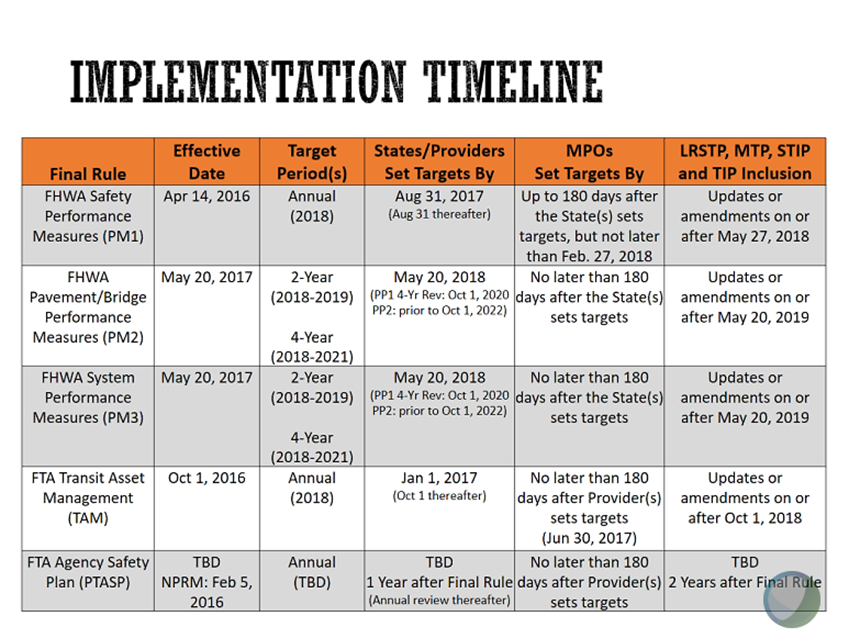 IMPLEMENTATION TIMELINE
Final Rule
Effective
Date
Target
Period(s)
States/Providers
Set Targets By
MPOs
Set Targets By
LRSTP, MTP, STIP
and TIP Inclusion
FHWA Safety
Performance
Measures (PM1)
Apr 14, 2016
Annual
(2018)
Aug 31, 2017
(Aug 31 thereafter)
Up to 180 days after
the State(s) sets
targets, but not later
than Feb. 27, 2018
Updates or
amendments on or
after May 27, 2018
FHWA
Pavement/Bridge
Performance
Measures (PM2)
May 20, 2017
2-Year
(2018-2019)
4-Year
(2018-2021)
May 20, 2018
(PP1 4-Yr Rev: Oct 1, 2020
PP2: prior to Oct 1, 2022)
No later than 180
days after the State(s)
sets targets
Updates or
amendments on or
after May 20, 2019
FHWA System
Performance
Measures (PM3)
May 20, 2017
2-Year
(2018-2019)
4-Year
(2018-2021)
May 20, 2018
(PP1 4-Yr Rev: Oct 1, 2020
PP2: prior to Oct 1, 2022)
No later than 180
days after the State(s)
sets targets
Updates or
amendments on or
after May 20, 2019
FTA Transit Asset
Management
(TAM)
Oct 1, 2016
Annual
(2018)
Jan 1, 2017
(Oct 1 thereafter)
No later than 180
days after Provider(s)
sets targets
(Jun 30, 2017)
Updates or
amendments on or
after Oct 1, 2018
FTA Agency Safety
Plan (PTASP)
TBD
NPRM: Feb 5,
2016
Annual
(TBD)
TBD
1 Year after Final Rule
(Annual review thereafter)
No later than 180
days after Provider(s)
sets targets
TBD
2 Years after Final Rule